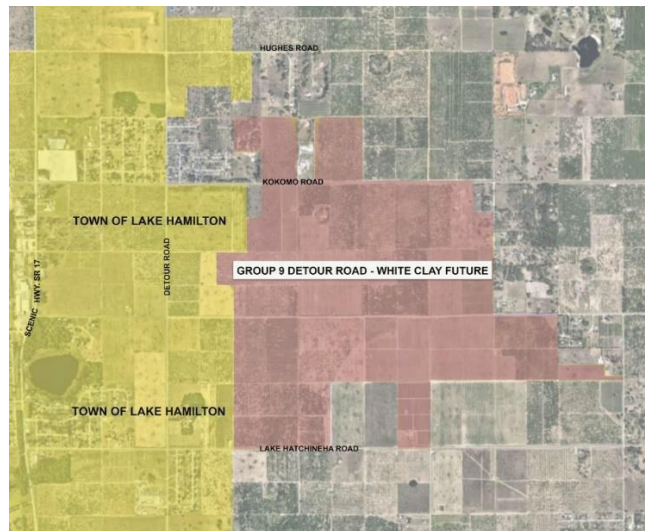 HUGHES ROAD
KOKOMO ROAD
TOWN OF LAKE HAMILTON
DETOUR ROAD
GROUP 9 DETOUR ROAD - WHITE CLAY FUTURE
SCENIC HWY. SR 17
TOWN OF LAKE HAMILTON
LAKE HATCHINEHA ROAD